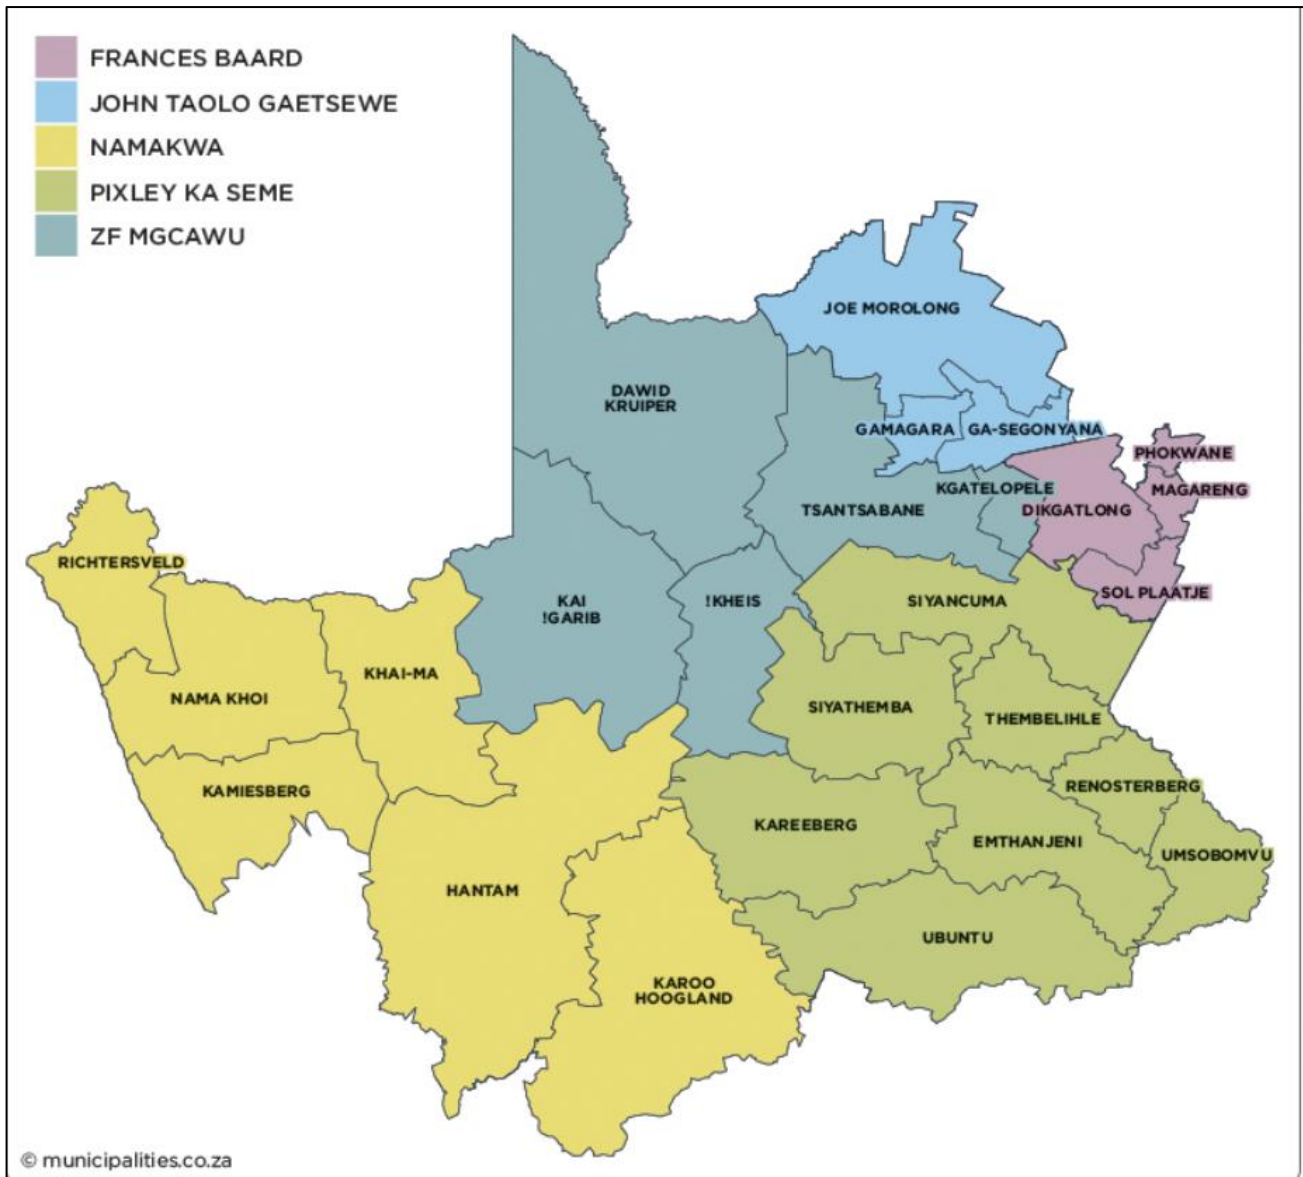 FRANCES BAARD
JOHN TAOLO GAETSEWE
NAMAKWA
PIXLEY KA SEME
ZF MGCAWU
JOE MOROLONG
DAWID
KRUIPER
GAMAGARA
GA-SEGONYANA
PHOKWANE
KGATELOPELE
MAGARENG
TSANTSABANE
DIKGATLONG
RICHTERSVELD
KAI
!GARIB
!KHEIS
SIYANCUMA
SOL PLAATJE
KHAI-MA
NAMA KHOI
SIYATHEMBA
THEMBELIHLE
KAMIESBERG
RENOSTERBERG
KAREEBERG
EMTHANJENI
UMSOBOMVU
HANTAM
UBUNTU
KAROO
HOOGLAND
© municipalities.co.za